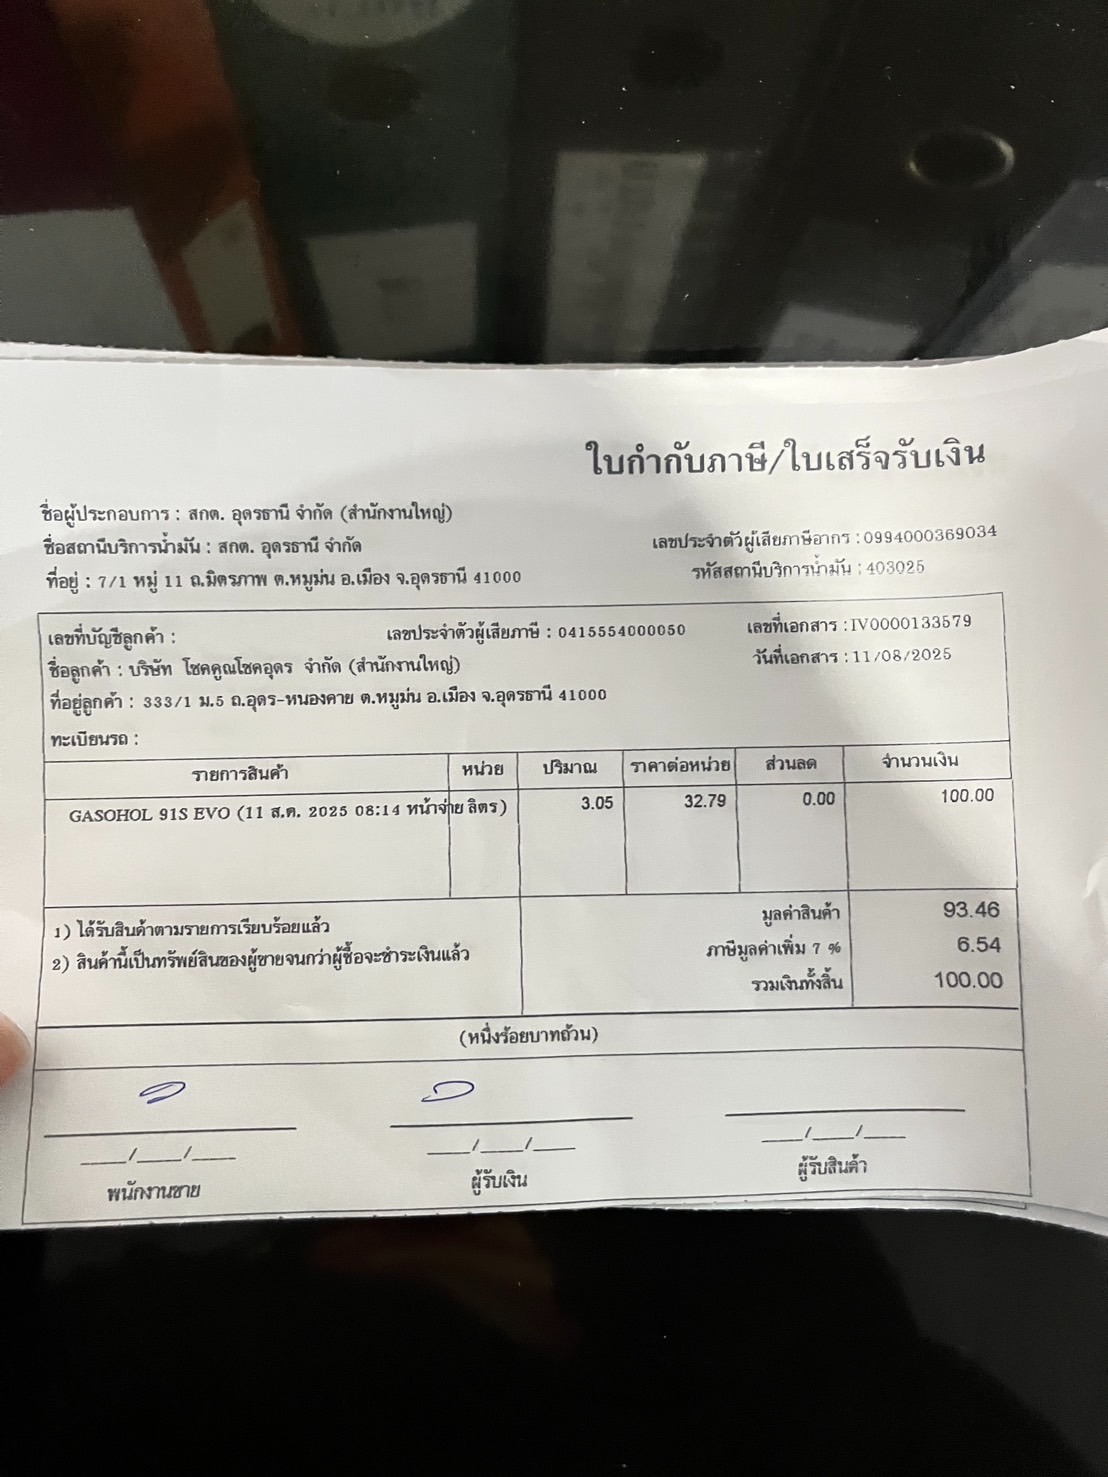 ใบกำกับภาษี/ใบเสร็จรับเงิน
ชื่อผู้ประกอบการ : สกต. อุดรธานี จำกัด (สำนักงานใหญ่)
ชื่อสถานีบริการน้ำมัน : สกต. อุดรธานี จำกัด
เลขประจำตัวผู้เสียภาษีอากร : 0994000369034
ที่อยู่ : 7/1 หมู่ 11 ถ.มิตรภาพ ต.หมูม่น อ.เมือง จ.อุดรธานี 41000
รหัสสถานีบริการน้ำมัน : 403025
เลขที่บัญชีลูกค้า : เลขประจำตัวผู้เสียภาษี : 0415554000050 เลขที่เอกสาร : IV0000133579
ชื่อลูกค้า : บริษัท โชคคูณโชคอุดร จำกัด (สำนักงานใหญ่) วันที่เอกสาร : 11/08/2025
ที่อยู่ลูกค้า : 333/1 ม.5 ถ.อุดร-หนองคาย ต.หมูม่น อ.เมือง จ.อุดรธานี 41000
ทะเบียนรถ :
รายการสินค้า หน่วย ปริมาณ ราคาต่อหน่วย ส่วนลด จำนวนเงิน
GASOHOL 91S EVO (11 ส.ค. 2025 08:14 หน้าจ่าย ลิตร) 3.05 32.79 0.00 100.00
1) ได้รับสินค้าตามรายการเรียบร้อยแล้ว มูลค่าสินค้า 93.46
2) สินค้านี้เป็นทรัพย์สินของผู้ขายจนกว่าผู้ซื้อจะชำระเงินแล้ว ภาษีมูลค่าเพิ่ม 7 % 6.54
รวมเงินทั้งสิ้น 100.00
(หนึ่งร้อยบาทถ้วน)
____/____/____ ____/____/____ ____/____/____
พนักงานขาย ผู้รับเงิน ผู้รับสินค้า